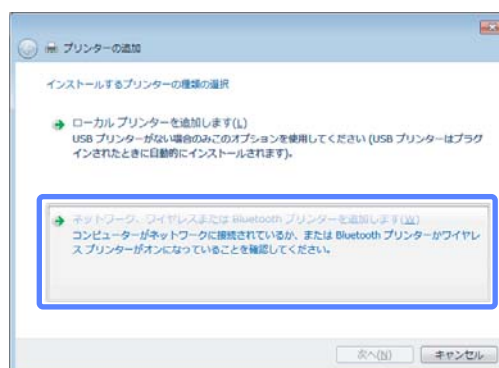 プリンターの追加
インストールするプリンターの種類の選択
ローカル プリンターを追加します(L)
USB プリンターがない場合のみこのオプションを使用してください (USB プリンターはプラグ
インされたときに自動的にインストールされます)。
ネットワーク、ワイヤレスまたは Bluetooth プリンターを追加します(W)
コンピューターがネットワークに接続されているか、または Bluetooth プリンターかワイヤレ
ス プリンターがオンになっていることを確認してください。
次へ(N) キャンセル